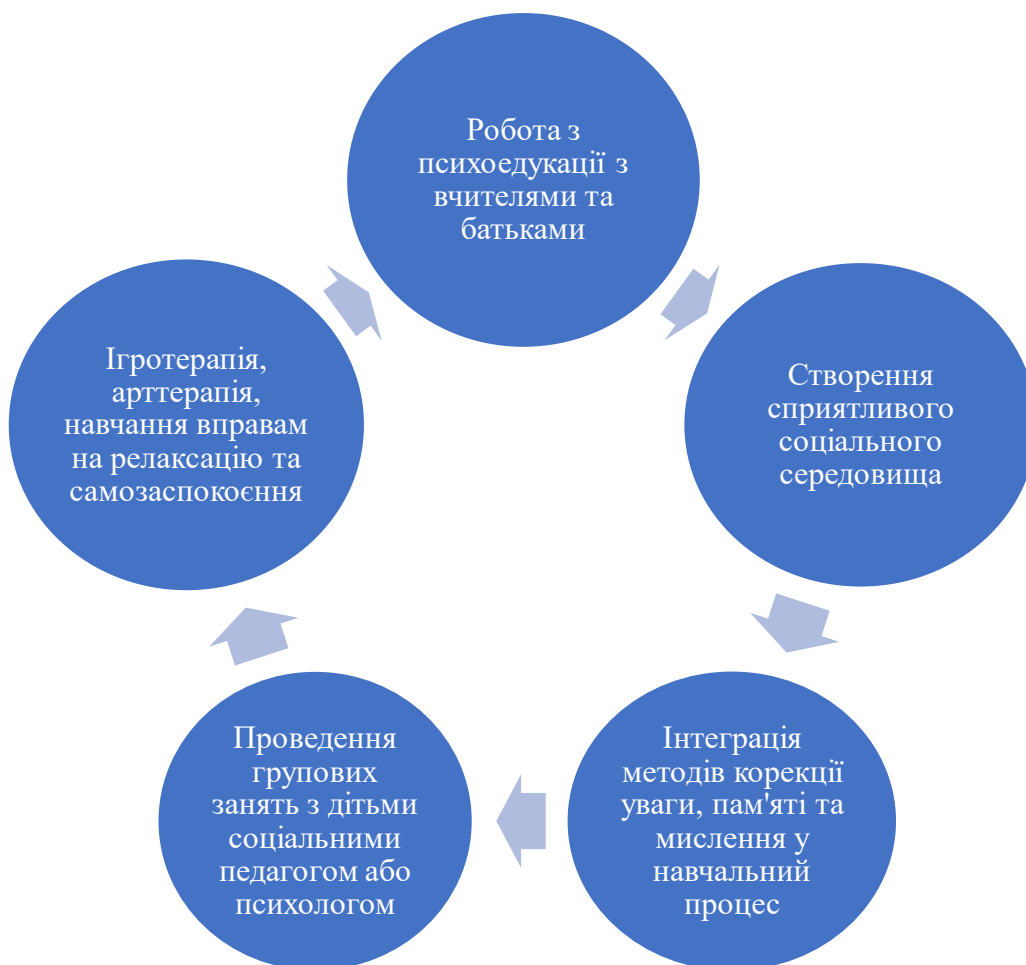 Робота з
психоедукації з
вчителями та
батьками
Створення
сприятливого
соціального
середовища
Інтеграція
методів корекції
уваги, пам'яті та
мислення у
навчальний
процес
Проведення
групових
занять з дітьми
соціальними
педагогом або
психологом
Ігротерапія,
арттерапія,
навчання вправам
на релаксацію та
самозаспокоєння